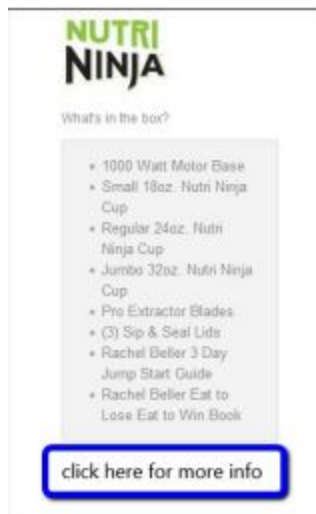 NUTRI
NINJA
What's in the box?
1000 Watt Motor Base
Small 18oz. Nutri Ninja
Cup
Regular 24oz. Nutri
Ninja Cup
Jumbo 32oz. Nutri Ninja
Cup
Pro Extractor Blades
(3) Sip & Seal Lids
Rachel Beller 3 Day
Jump Start Guide
Rachel Beller Eat to
Lose Eat to Win Book
click here for more info